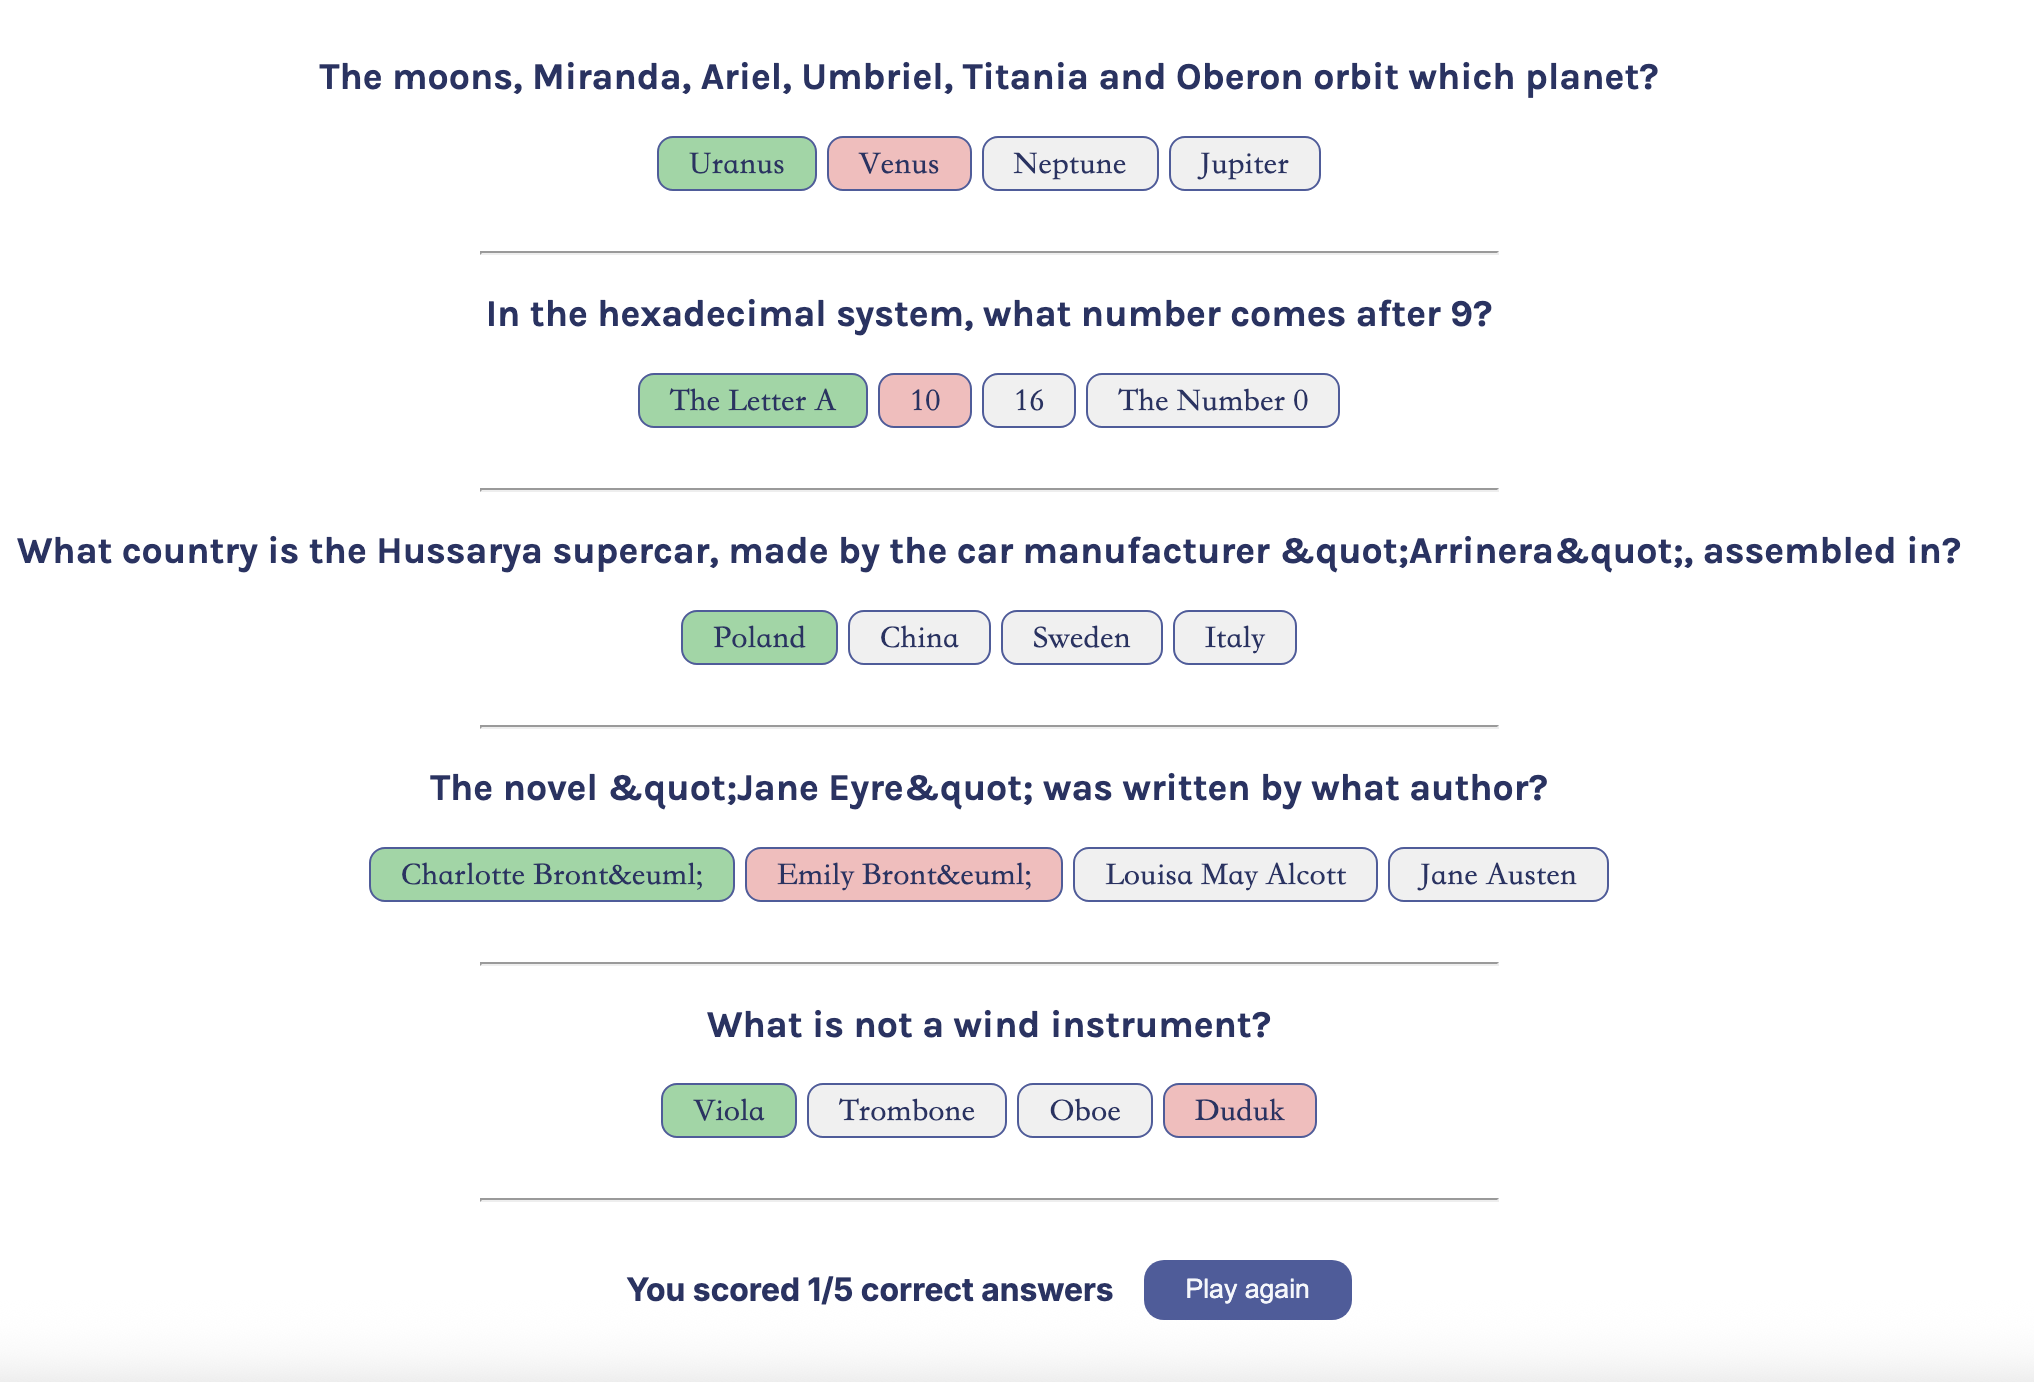 The moons, Miranda, Ariel, Umbriel, Titania and Oberon orbit which planet?
Uranus Venus Neptune Jupiter
In the hexadecimal system, what number comes after 9?
The Letter A 10 16 The Number 0
What country is the Hussarya supercar, made by the car manufacturer &quot;Arrinera&quot;, assembled in?
Poland China Sweden Italy
The novel &quot;Jane Eyre&quot; was written by what author?
Charlotte Bront&euml; Emily Bront&euml; Louisa May Alcott Jane Austen
What is not a wind instrument?
Viola Trombone Oboe Duduk
You scored 1/5 correct answers Play again